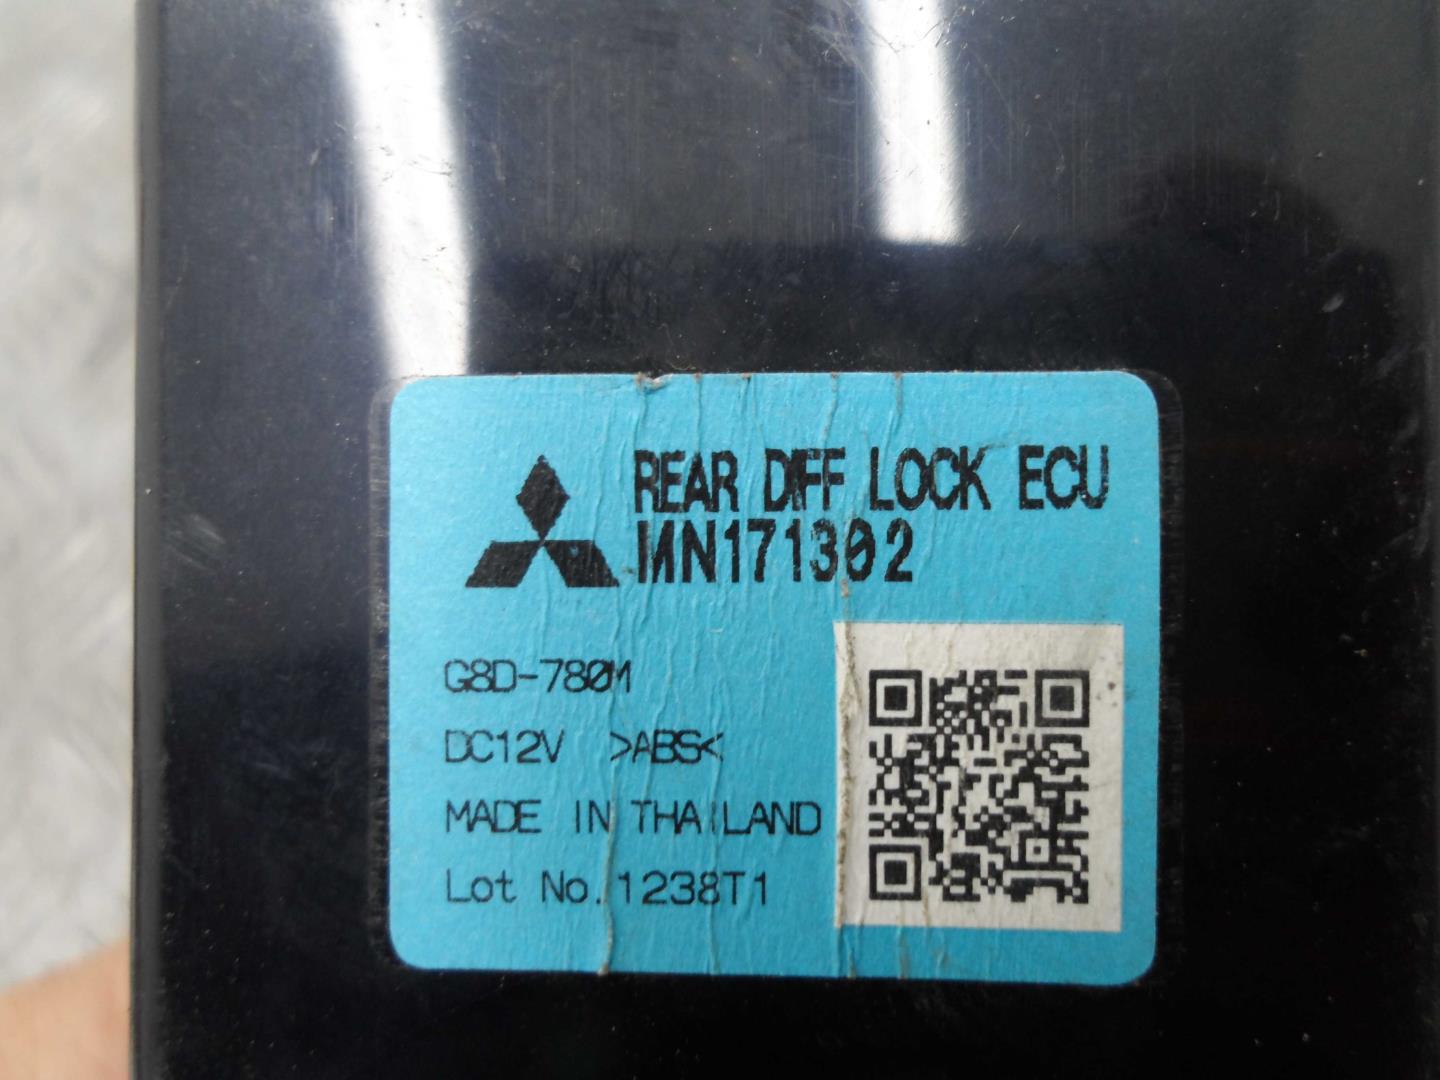 REAR DIFF LOCK ECU
MN171302
G8D-780M
DC12V >ABS<
MADE IN THAILAND
Lot No. 1238T1